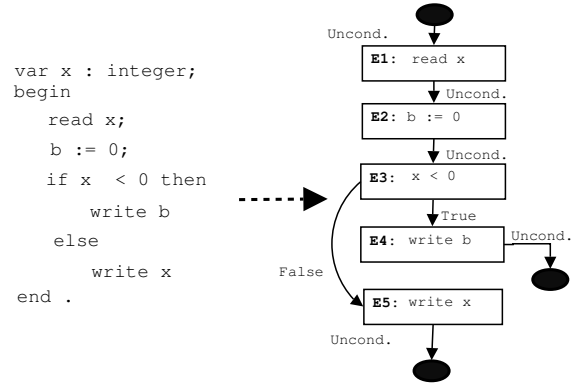 var x : integer;
begin
read x;
b := 0;
if x < 0 then
write b
else
write x
end .
Uncond.
E1: read x
Uncond.
E2: b := 0
Uncond.
E3: x < 0
True
E4: write b
Uncond.
False
E5: write x
Uncond.